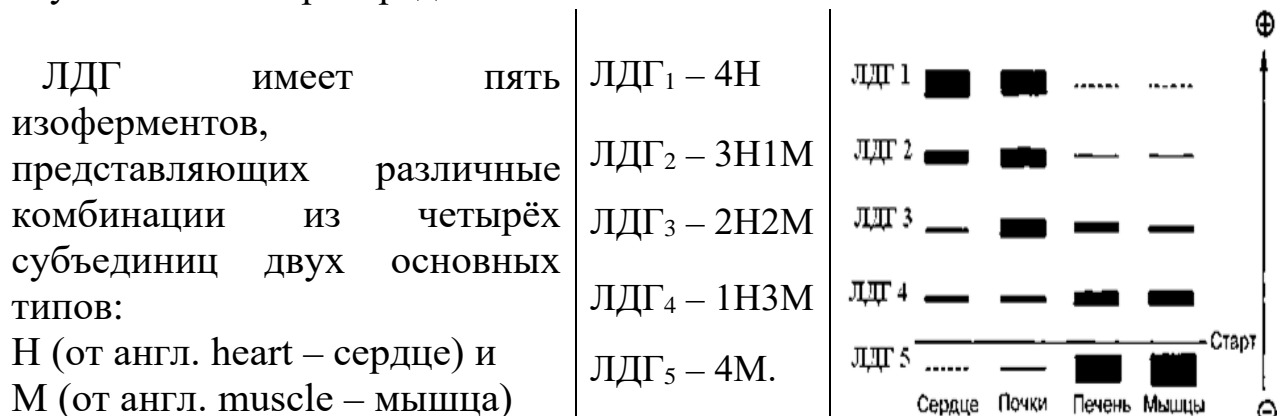 ЛДГ имеет пять
изоферментов,
представляющих различные
комбинации из четырёх
субъединиц двух основных
типов:
Н (от англ. heart – сердце) и
М (от англ. muscle – мышца)
ЛДГ₁ – 4Н
ЛДГ₂ – 3Н1М
ЛДГ₃ – 2Н2М
ЛДГ₄ – 1Н3М
ЛДГ₅ – 4М.
ЛДГ 1
ЛДГ 2
ЛДГ 3
ЛДГ 4
ЛДГ 5
Старт
Сердце Почки Печень Мышцы